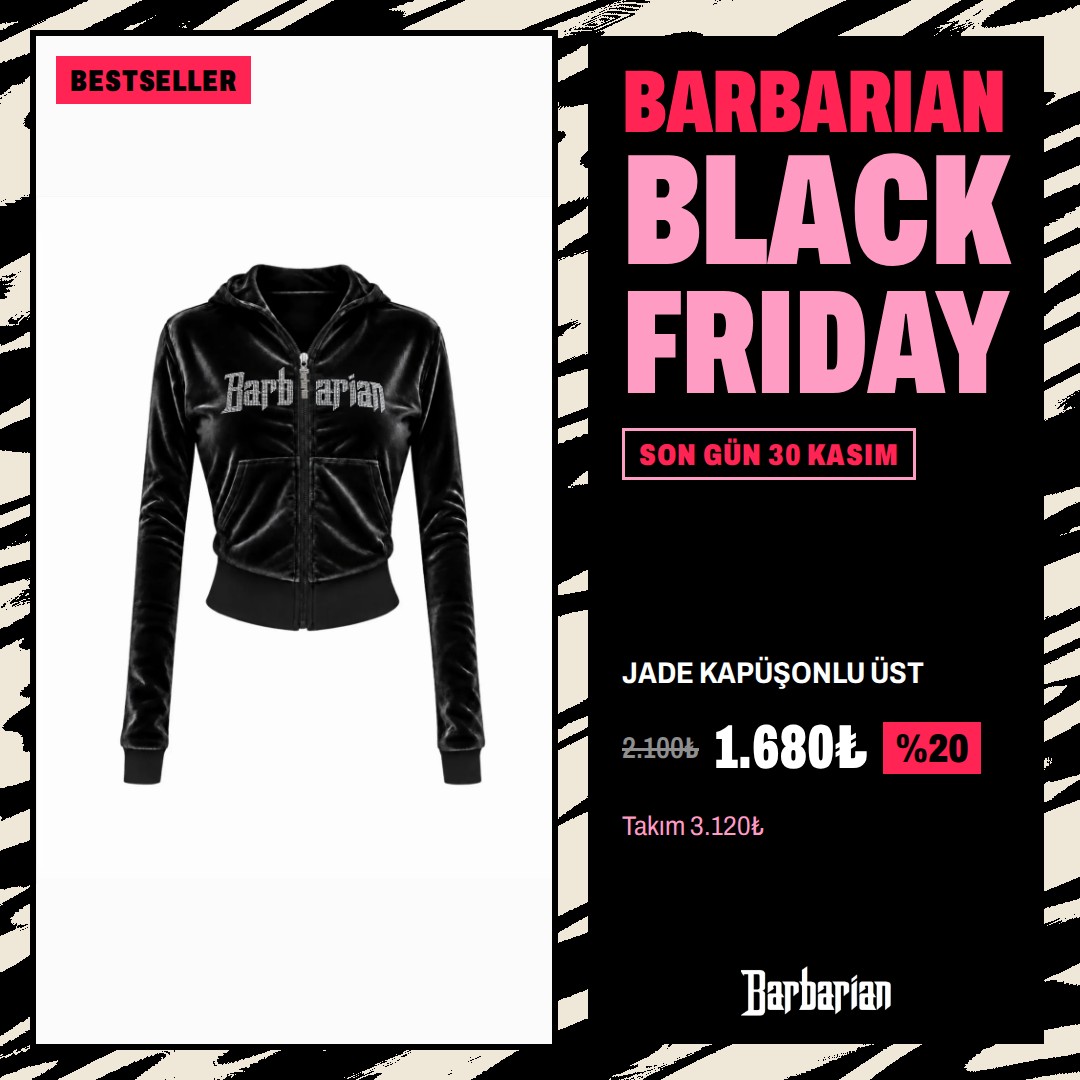 BESTSELLER
Barbarian
BARBARIAN
BLACK
FRIDAY
SON GÜN 30 KASIM
JADE KAPÜŞONLU ÜST
2.100₺ 1.680₺ %20
Takım 3.120₺
Barbarian